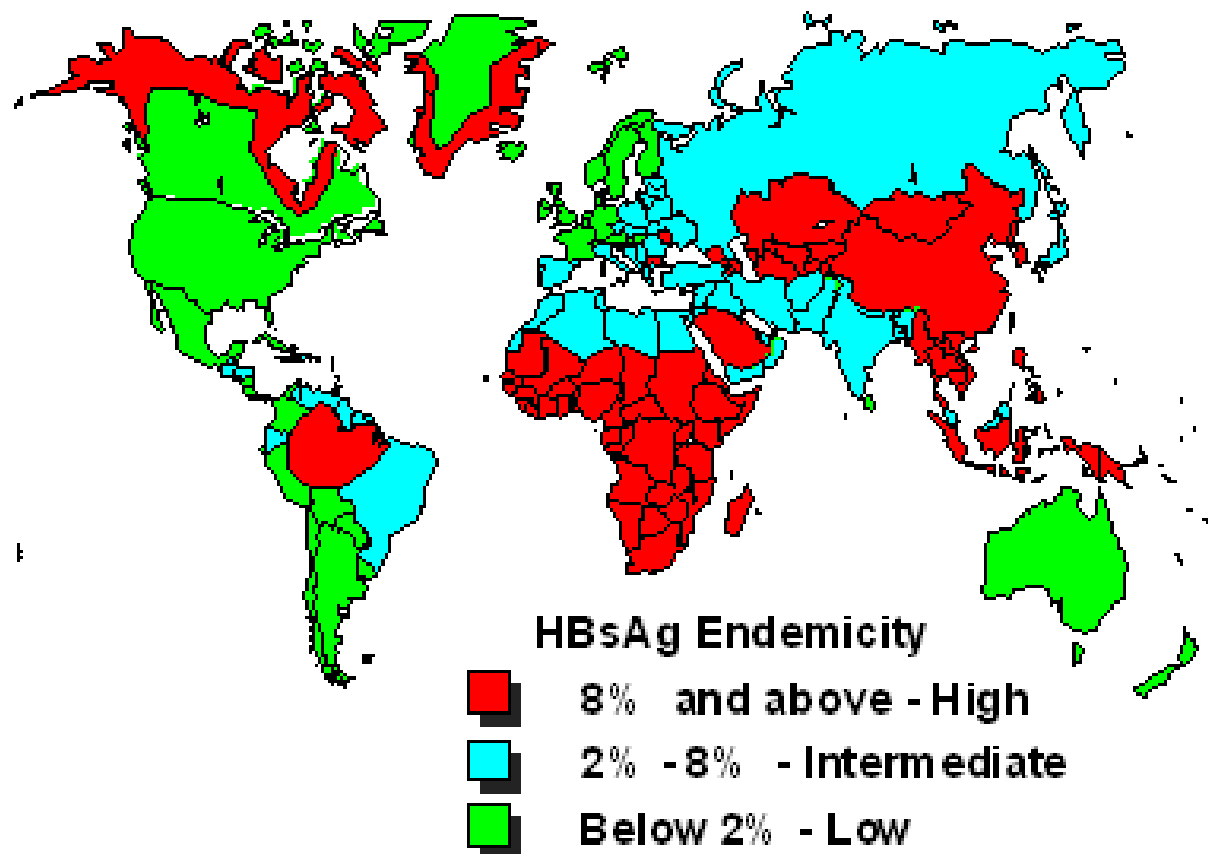 HBsAg Endemicity
8% and above - High
2% - 8% - Intermediate
Below 2% - Low